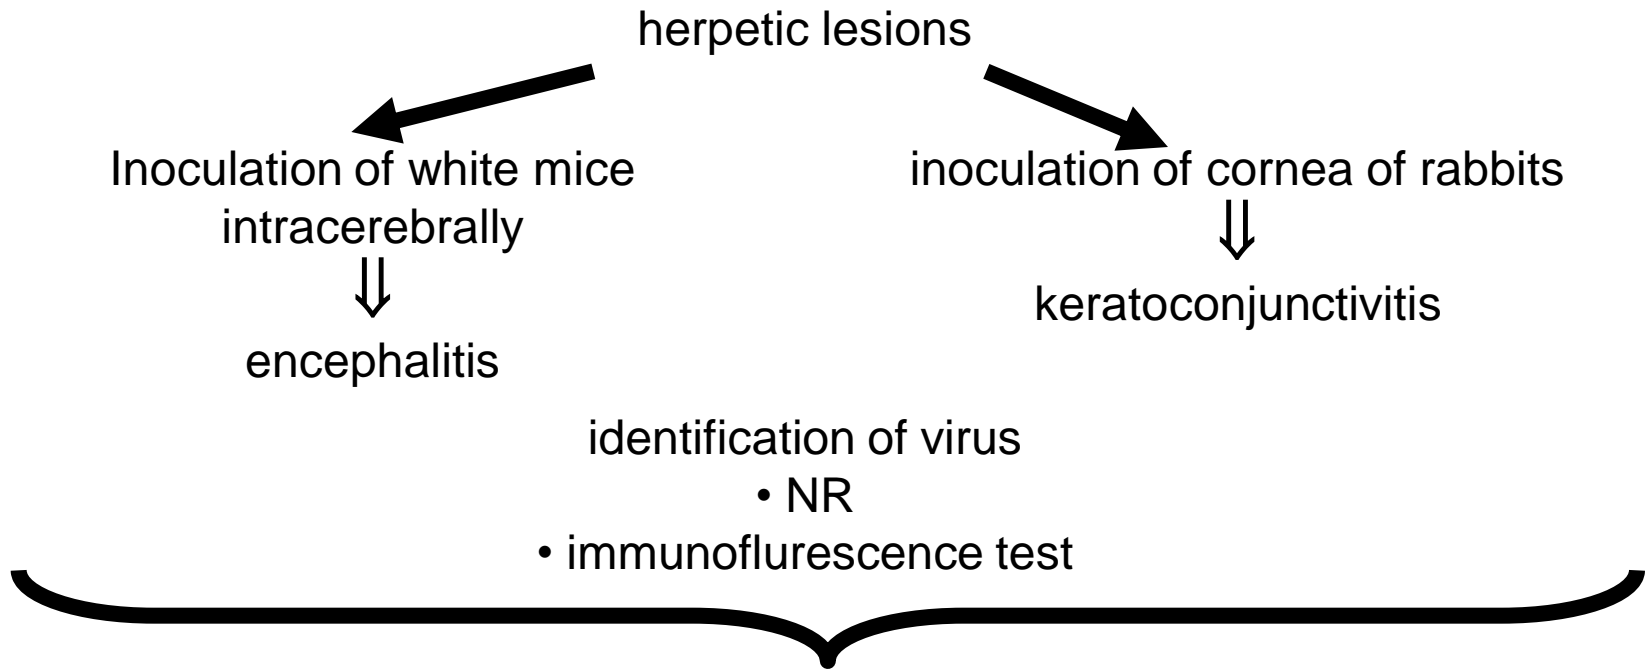 herpetic lesions
Inoculation of white mice
intracerebrally
⇓
encephalitis
inoculation of cornea of rabbits
⇓
keratoconjunctivitis
identification of virus
• NR
• immunoflurescence test